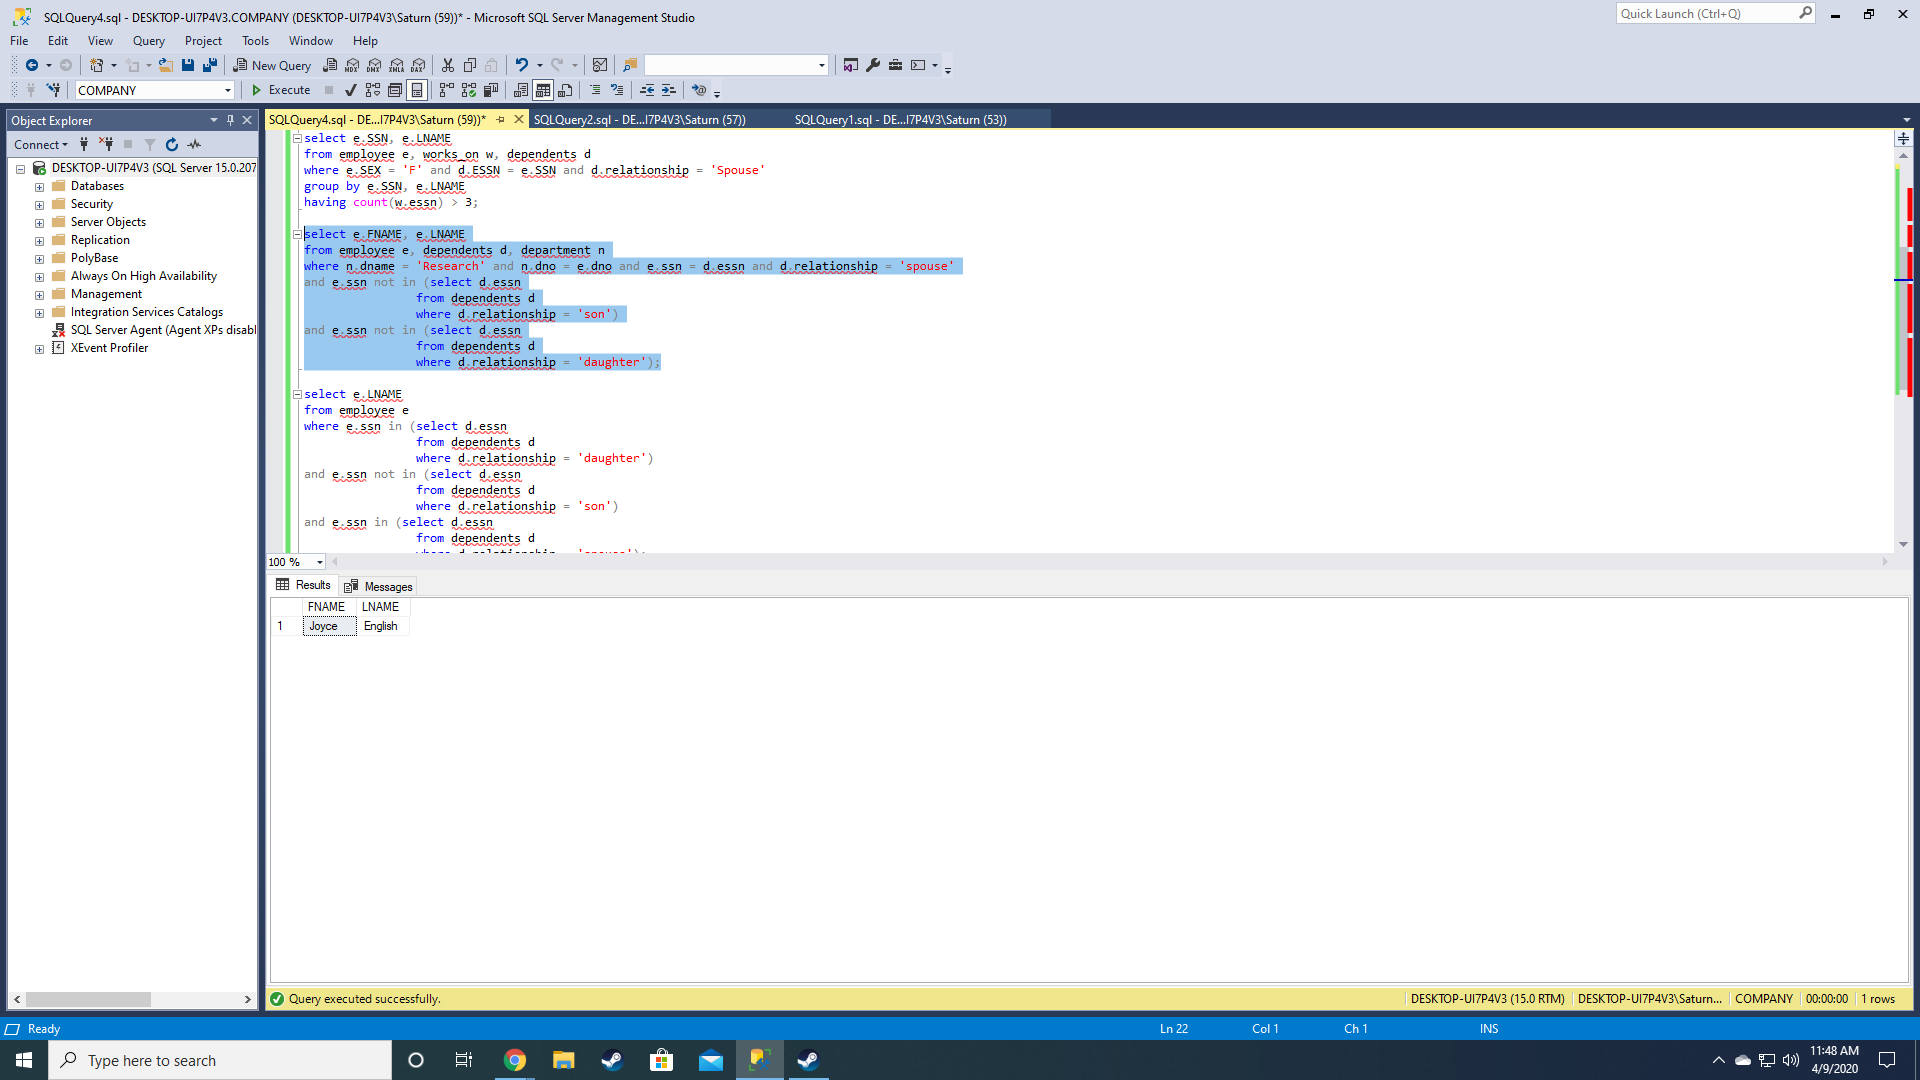 SQLQuery4.sql - DESKTOP-UI7P4V3.COMPANY (DESKTOP-UI7P4V3\Saturn (59))* - Microsoft SQL Server Management Studio
Quick Launch (Ctrl+Q)
File Edit View Query Project Tools Window Help
New Query MDX DMX XMLA DAX
COMPANY Execute
Object Explorer
SQLQuery4.sql - DE...I7P4V3\Saturn (59))* SQLQuery2.sql - DE...I7P4V3\Saturn (57)) SQLQuery1.sql - DE...I7P4V3\Saturn (53))
Connect
DESKTOP-UI7P4V3 (SQL Server 15.0.207
Databases
Security
Server Objects
Replication
PolyBase
Always On High Availability
Management
Integration Services Catalogs
SQL Server Agent (Agent XPs disabl
XEvent Profiler
select e.SSN, e.LNAME
from employee e, works_on w, dependents d
where e.SEX = 'F' and d.ESSN = e.SSN and d.relationship = 'Spouse'
group by e.SSN, e.LNAME
having count(w.essn) > 3;
select e.FNAME, e.LNAME
from employee e, dependents d, department n
where n.dname = 'Research' and n.dno = e.dno and e.ssn = d.essn and d.relationship = 'spouse'
and e.ssn not in (select d.essn
from dependents d
where d.relationship = 'son')
and e.ssn not in (select d.essn
from dependents d
where d.relationship = 'daughter');
select e.LNAME
from employee e
where e.ssn in (select d.essn
from dependents d
where d.relationship = 'daughter')
and e.ssn not in (select d.essn
from dependents d
where d.relationship = 'son')
and e.ssn in (select d.essn
from dependents d
where d.relationship = 'spouse');
100 %
Results Messages
FNAME LNAME
1 Joyce English
Query executed successfully.
DESKTOP-UI7P4V3 (15.0 RTM) DESKTOP-UI7P4V3\Saturn... COMPANY 00:00:00 1 rows
Ready Ln 22 Col 1 Ch 1 INS
Type here to search
11:48 AM
4/9/2020